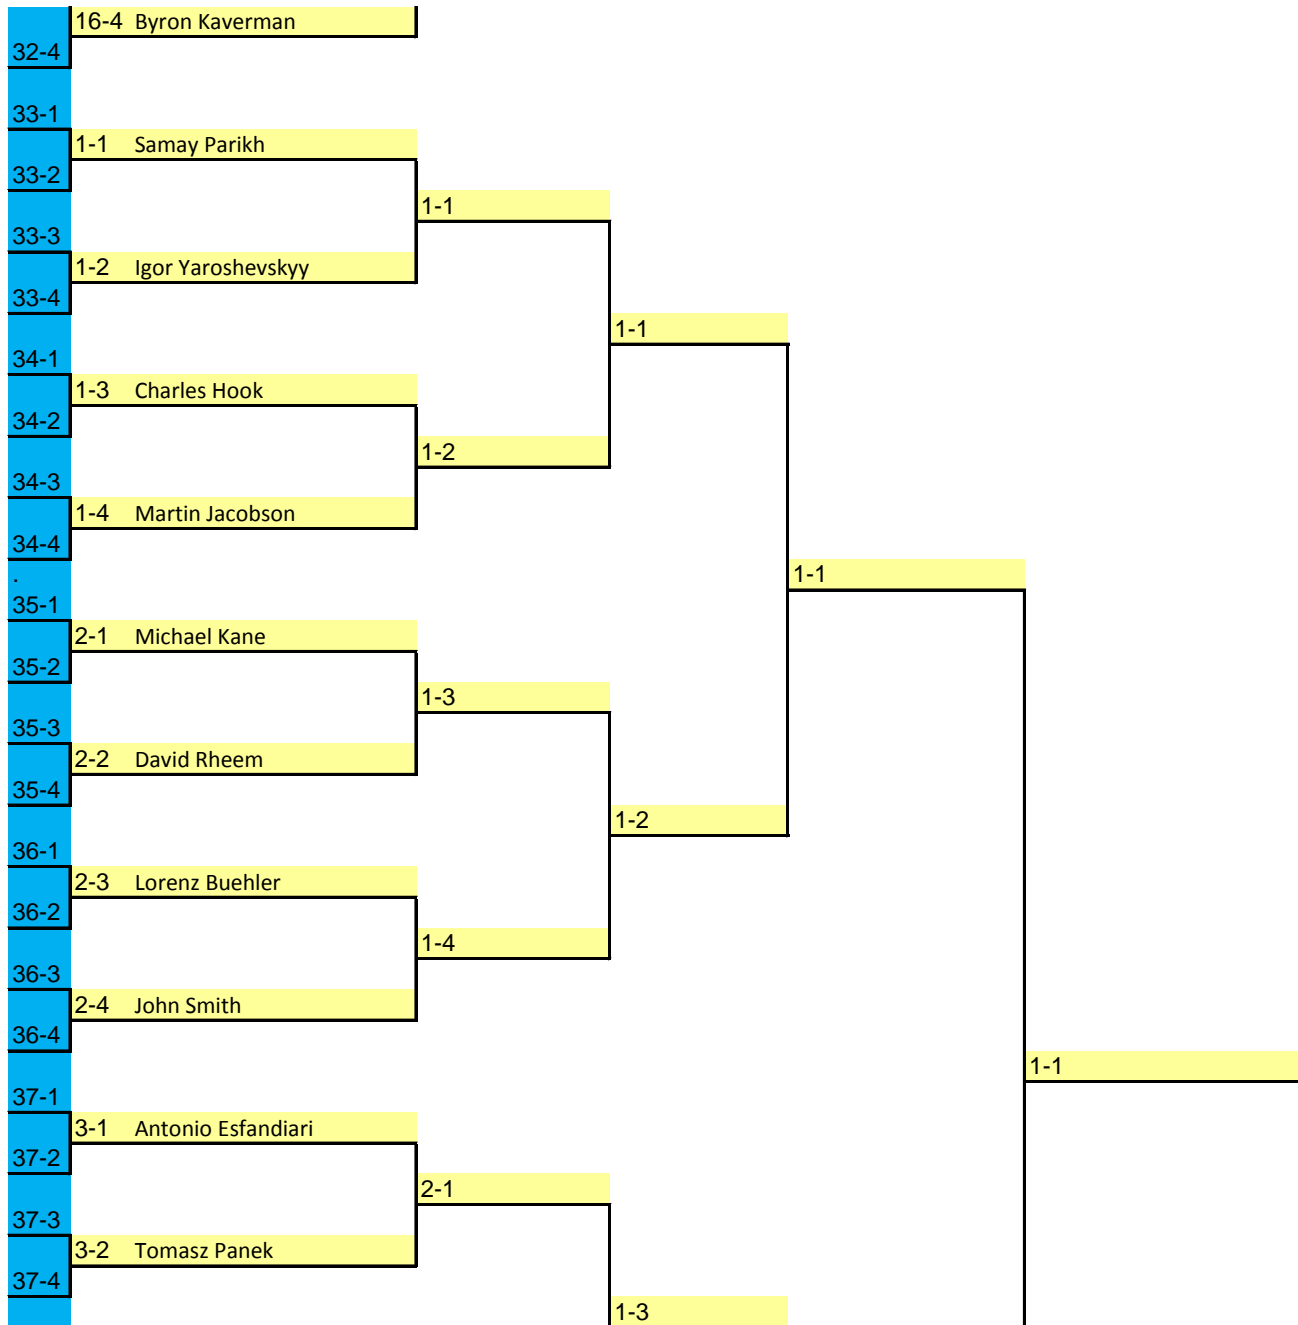 16-4 Byron Kaverman
32-4
33-1
1-1 Samay Parikh
33-2
1-1
33-3
1-2 Igor Yaroshevskyy
33-4
1-1
34-1
1-3 Charles Hook
34-2
1-2
34-3
1-4 Martin Jacobson
34-4
.
1-1
35-1
2-1 Michael Kane
35-2
1-3
35-3
2-2 David Rheem
35-4
1-2
36-1
2-3 Lorenz Buehler
36-2
1-4
36-3
2-4 John Smith
36-4
1-1
37-1
3-1 Antonio Esfandiari
37-2
2-1
37-3
3-2 Tomasz Panek
37-4
1-3